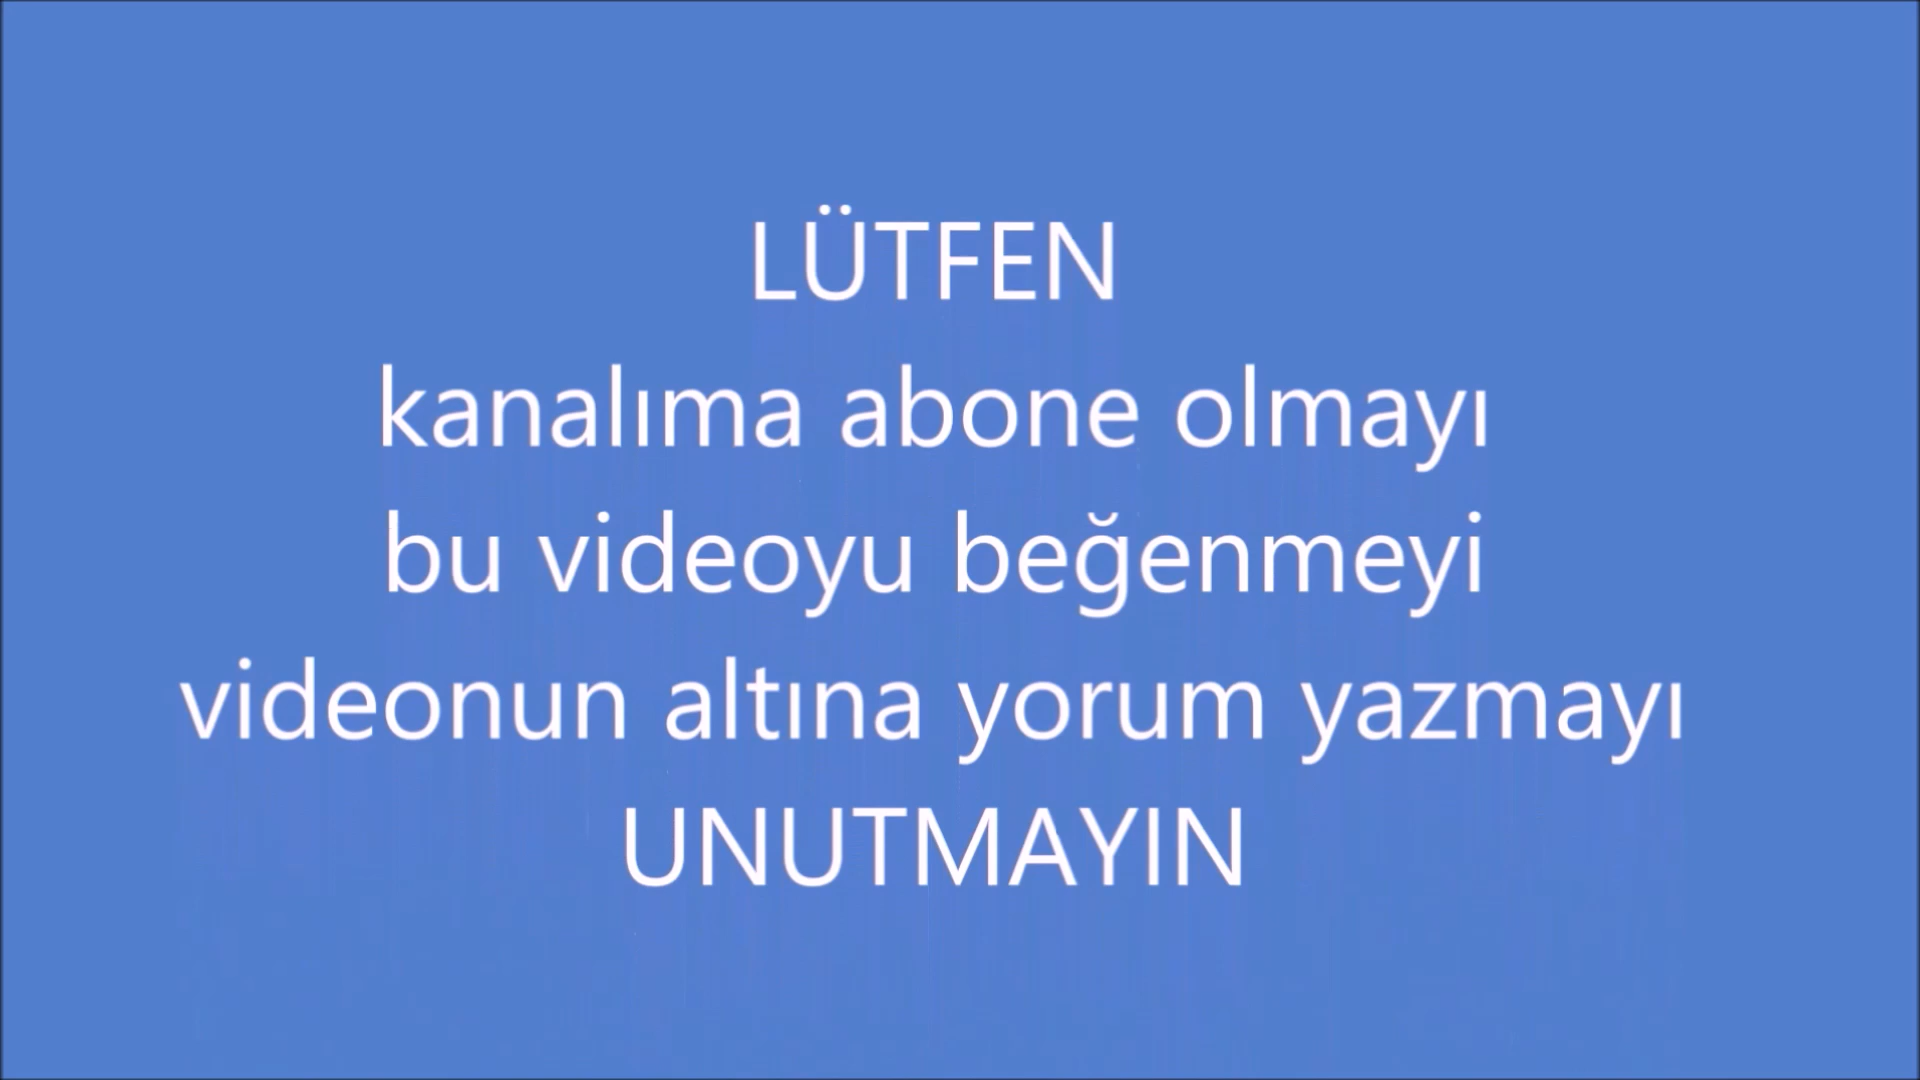 LÜTFEN
kanalıma abone olmayı
bu videoyu beğenmeyi
videonun altına yorum yazmayı
UNUTMAYIN